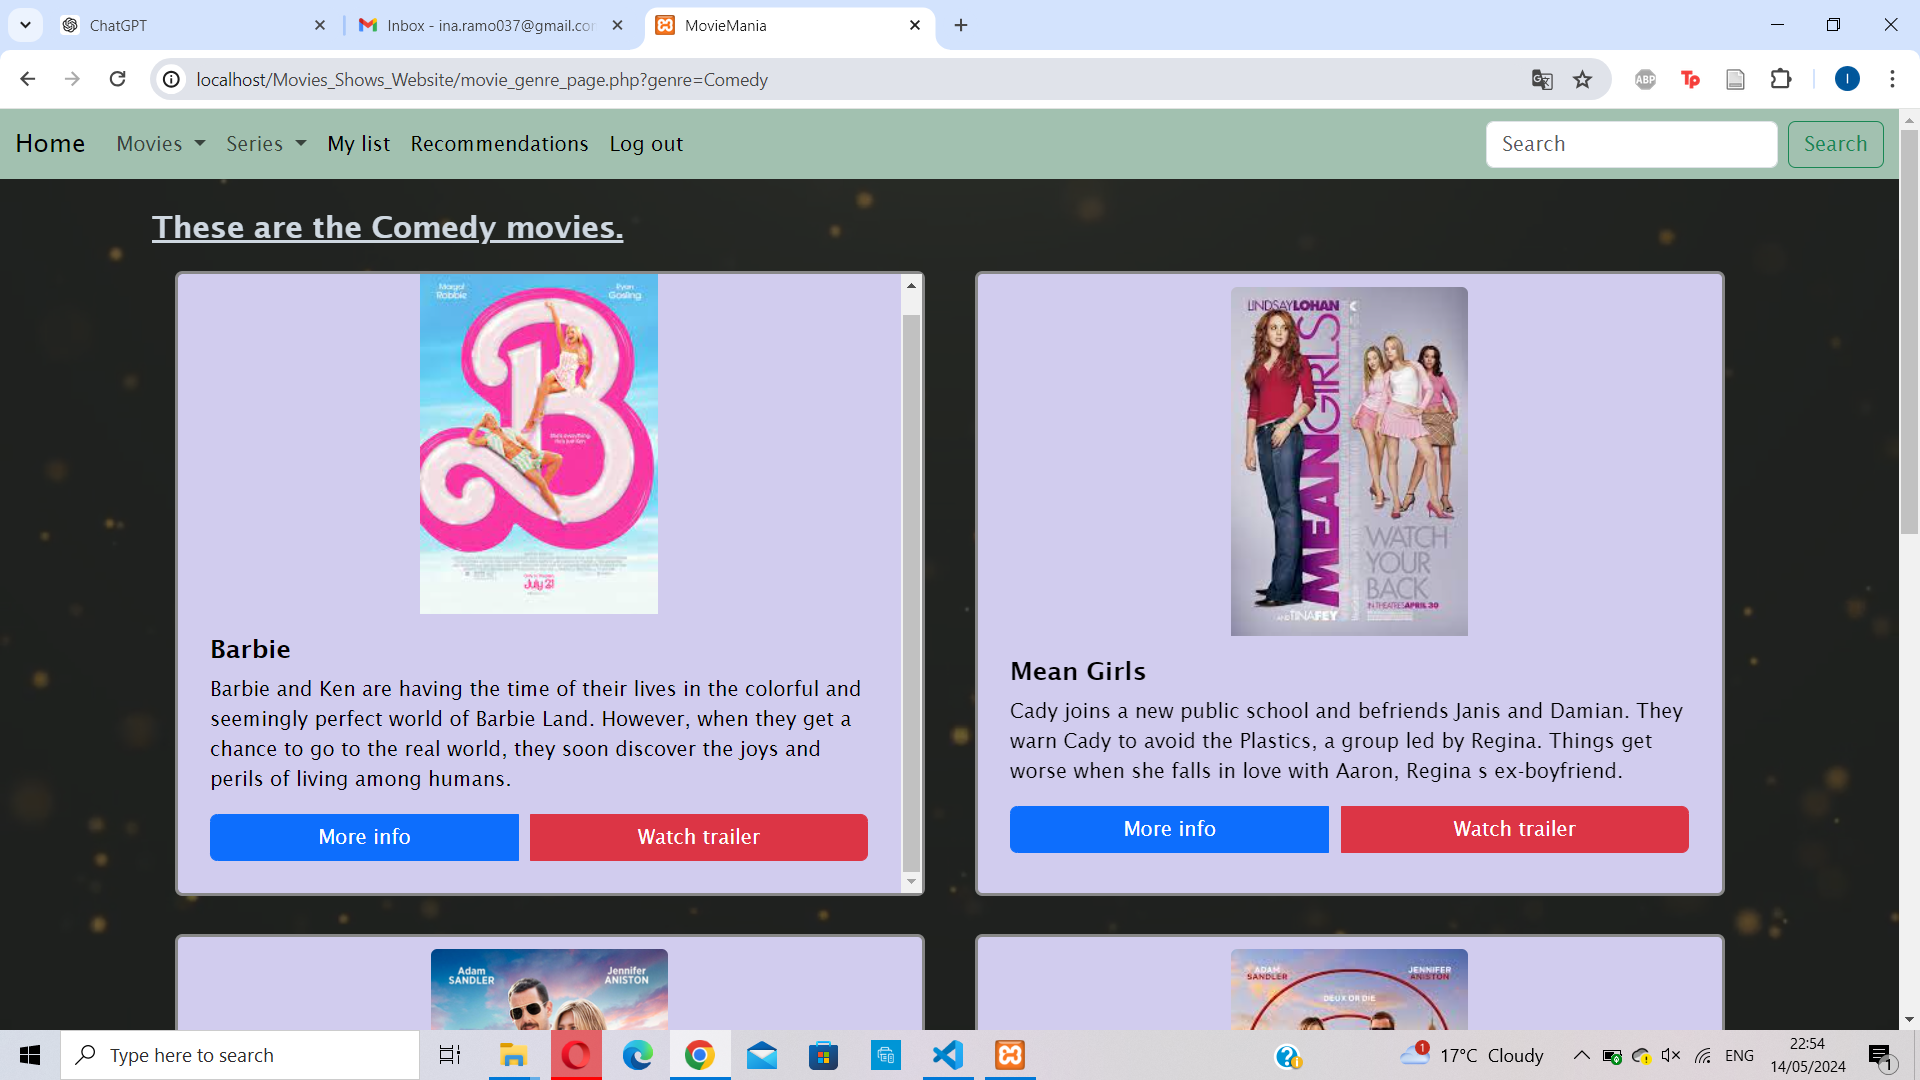 ChatGPT
Inbox - ina.ramo037@gmail.co
MovieMania
localhost/Movies_Shows_Website/movie_genre_page.php?genre=Comedy
ABP
Tp
I
Home Movies Series My list Recommendations Log out
Search
Search
These are the Comedy movies.
Margot Robbie
Ryan Gosling
July 21
Barbie
Barbie and Ken are having the time of their lives in the colorful and
seemingly perfect world of Barbie Land. However, when they get a
chance to go to the real world, they soon discover the joys and
perils of living among humans.
More info
Watch trailer
LINDSAY LOHAN
MEAN GIRLS
WATCH
YOUR
BACK
IN THEATRES APRIL 30
AND TINA FEY
Mean Girls
Cady joins a new public school and befriends Janis and Damian. They
warn Cady to avoid the Plastics, a group led by Regina. Things get
worse when she falls in love with Aaron, Regina s ex-boyfriend.
More info
Watch trailer
Adam SANDLER
Jennifer ANISTON
ADAM SANDLER
JENNIFER ANISTON
DEUX OR DIE
Type here to search
1
17°C Cloudy
ENG
22:54
14/05/2024
1